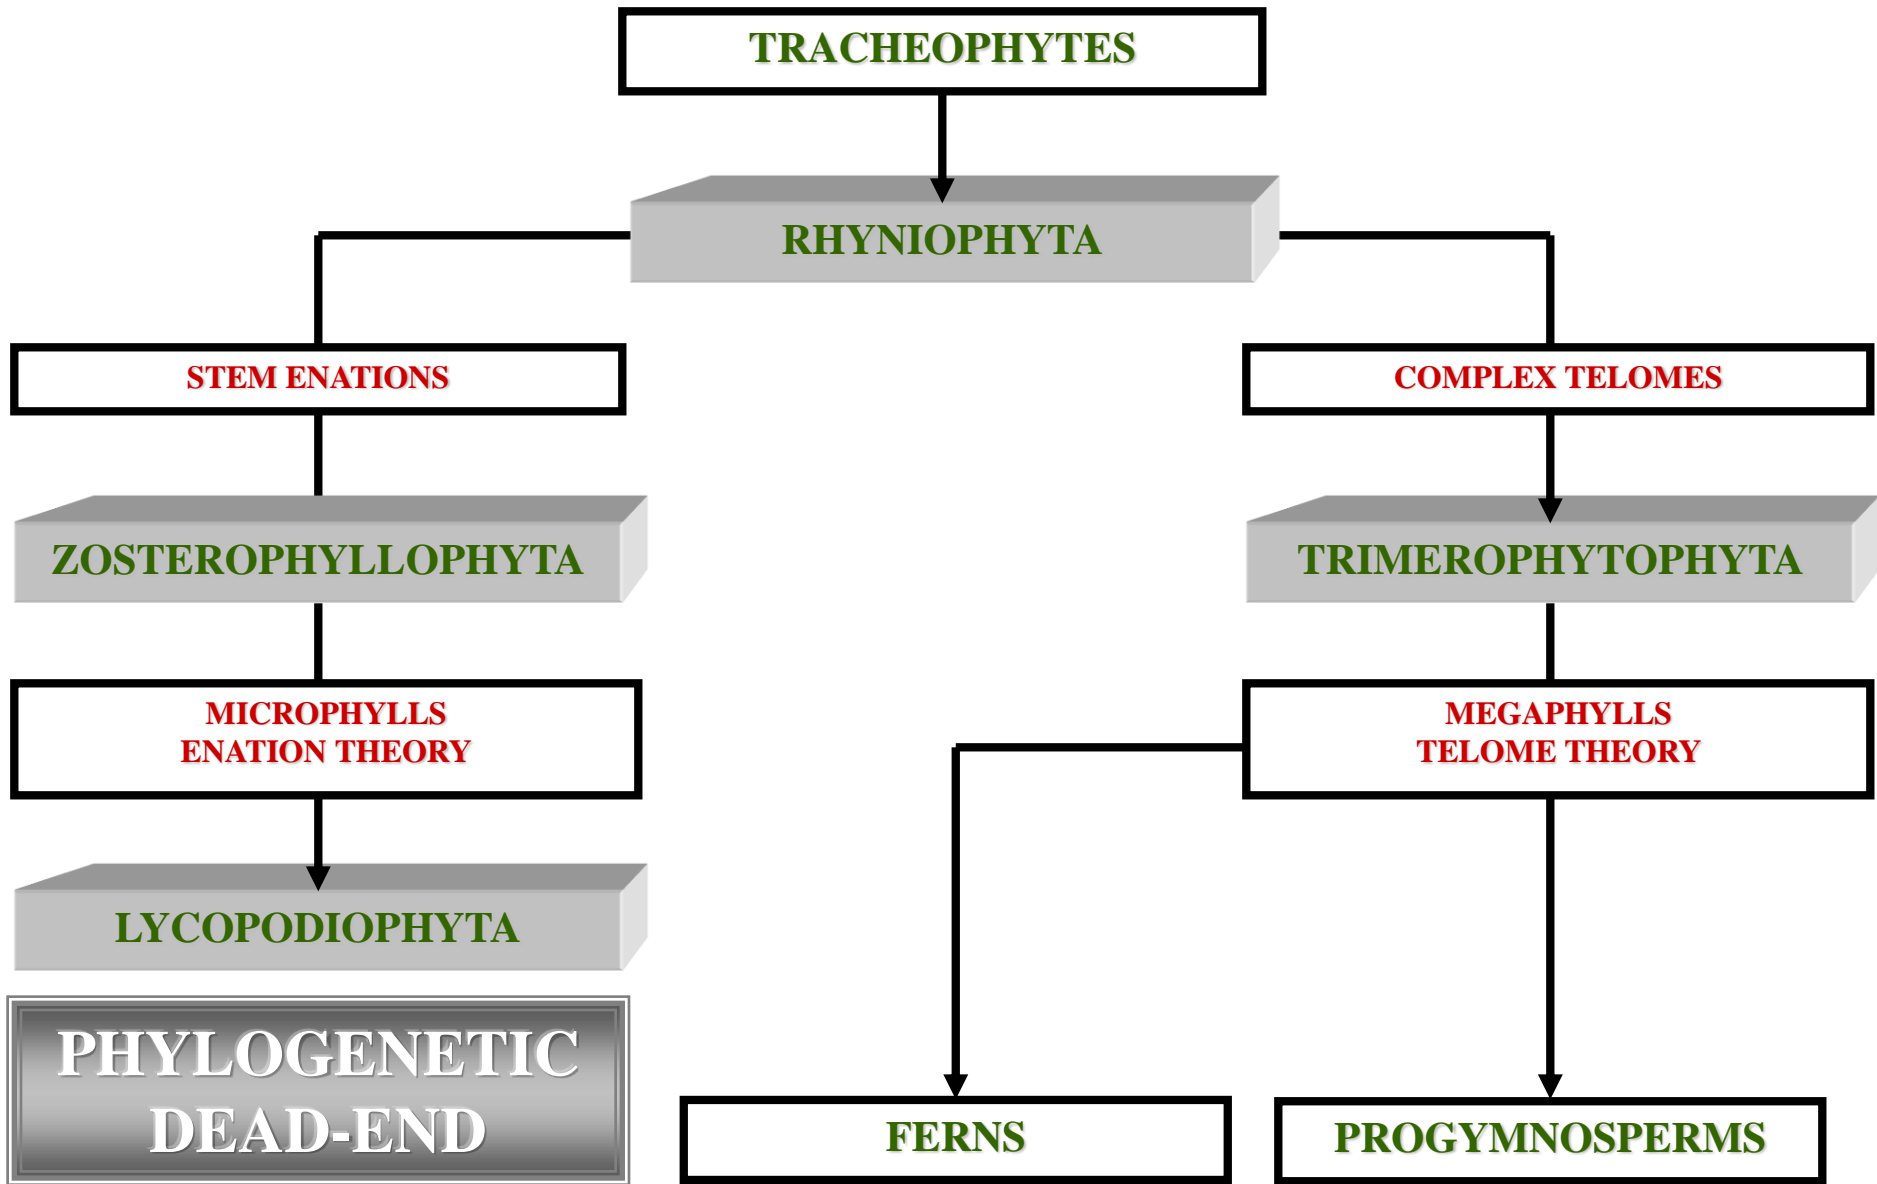 TRACHEOPHYTES
RHYNIOPHYTA
STEM ENATIONS
COMPLEX TELOMES
ZOSTEROPHYLLOPHYTA
TRIMEROPHYTOPHYTA
MICROPHYLLS
ENATION THEORY
MEGAPHYLLS
TELOME THEORY
LYCOPODIOPHYTA
PHYLOGENETIC
DEAD-END
FERNS
PROGYMNOSPERMS